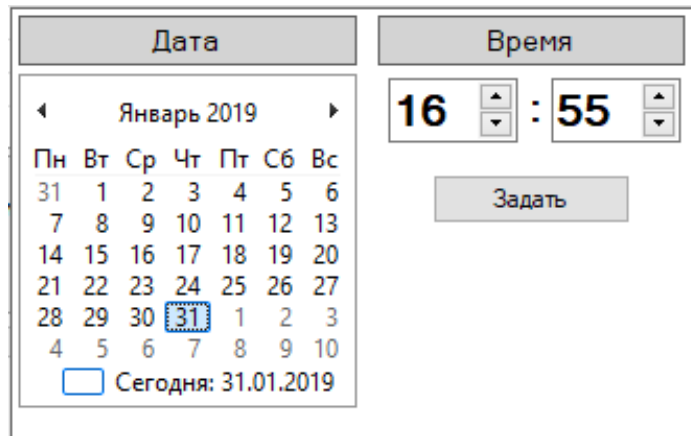 Дата
Время
Январь 2019
16 : 55
Пн Вт Ср Чт Пт Сб Вс
31 1 2 3 4 5 6
Задать
7 8 9 10 11 12 13
14 15 16 17 18 19 20
21 22 23 24 25 26 27
28 29 30 31 1 2 3
4 5 6 7 8 9 10
Сегодня: 31.01.2019